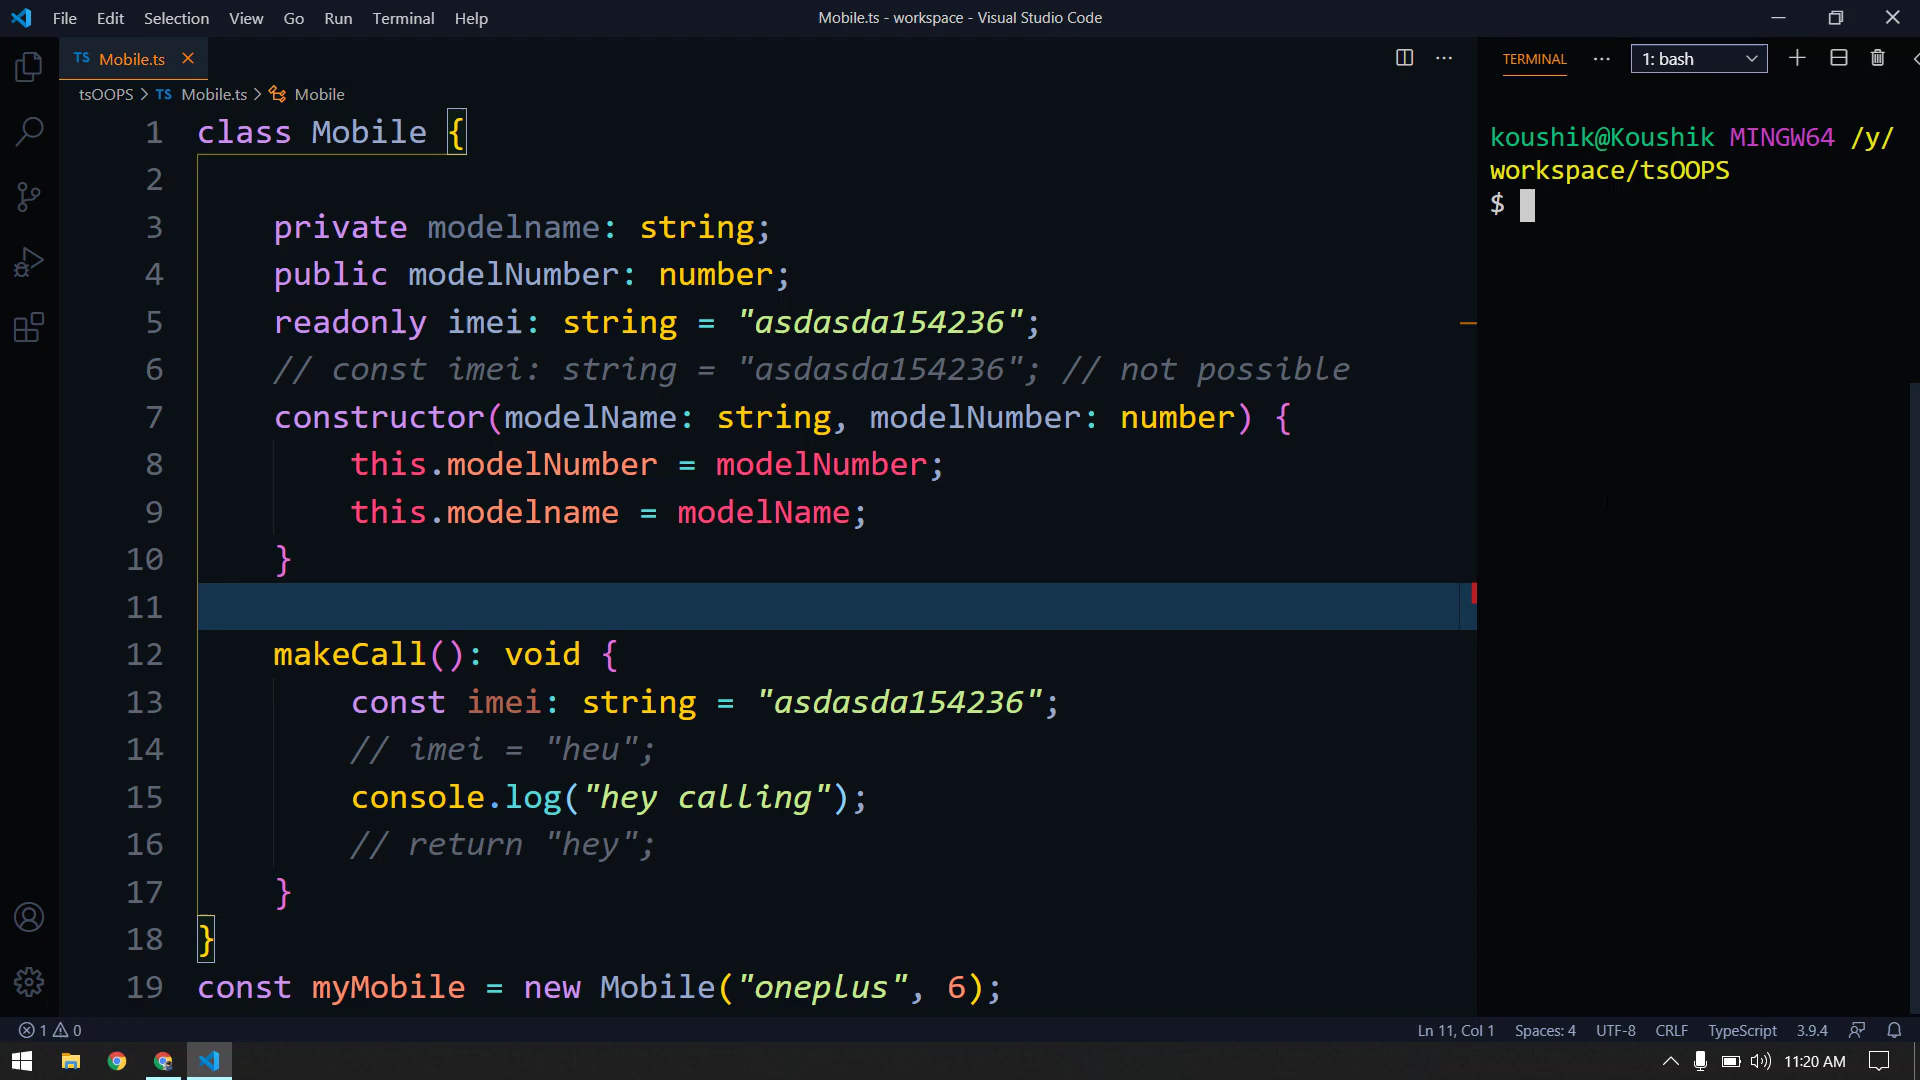 File Edit Selection View Go Run Terminal Help
Mobile.ts - workspace - Visual Studio Code
TS Mobile.ts
tsOOPS > TS Mobile.ts > Mobile
1 class Mobile {
2
3 private modelname: string;
4 public modelNumber: number;
5 readonly imei: string = "asdasda154236";
6 // const imei: string = "asdasda154236"; // not possible
7 constructor(modelName: string, modelNumber: number) {
8 this.modelNumber = modelNumber;
9 this.modelname = modelName;
10 }
11
12 makeCall(): void {
13 const imei: string = "asdasda154236";
14 // imei = "heu";
15 console.log("hey calling");
16 // return "hey";
17 }
18 }
19 const myMobile = new Mobile("oneplus", 6);
TERMINAL
1: bash
koushik@Koushik MINGW64 /y/
workspace/tsOOPS
$
1 0
Ln 11, Col 1 Spaces: 4 UTF-8 CRLF TypeScript 3.9.4
11:20 AM